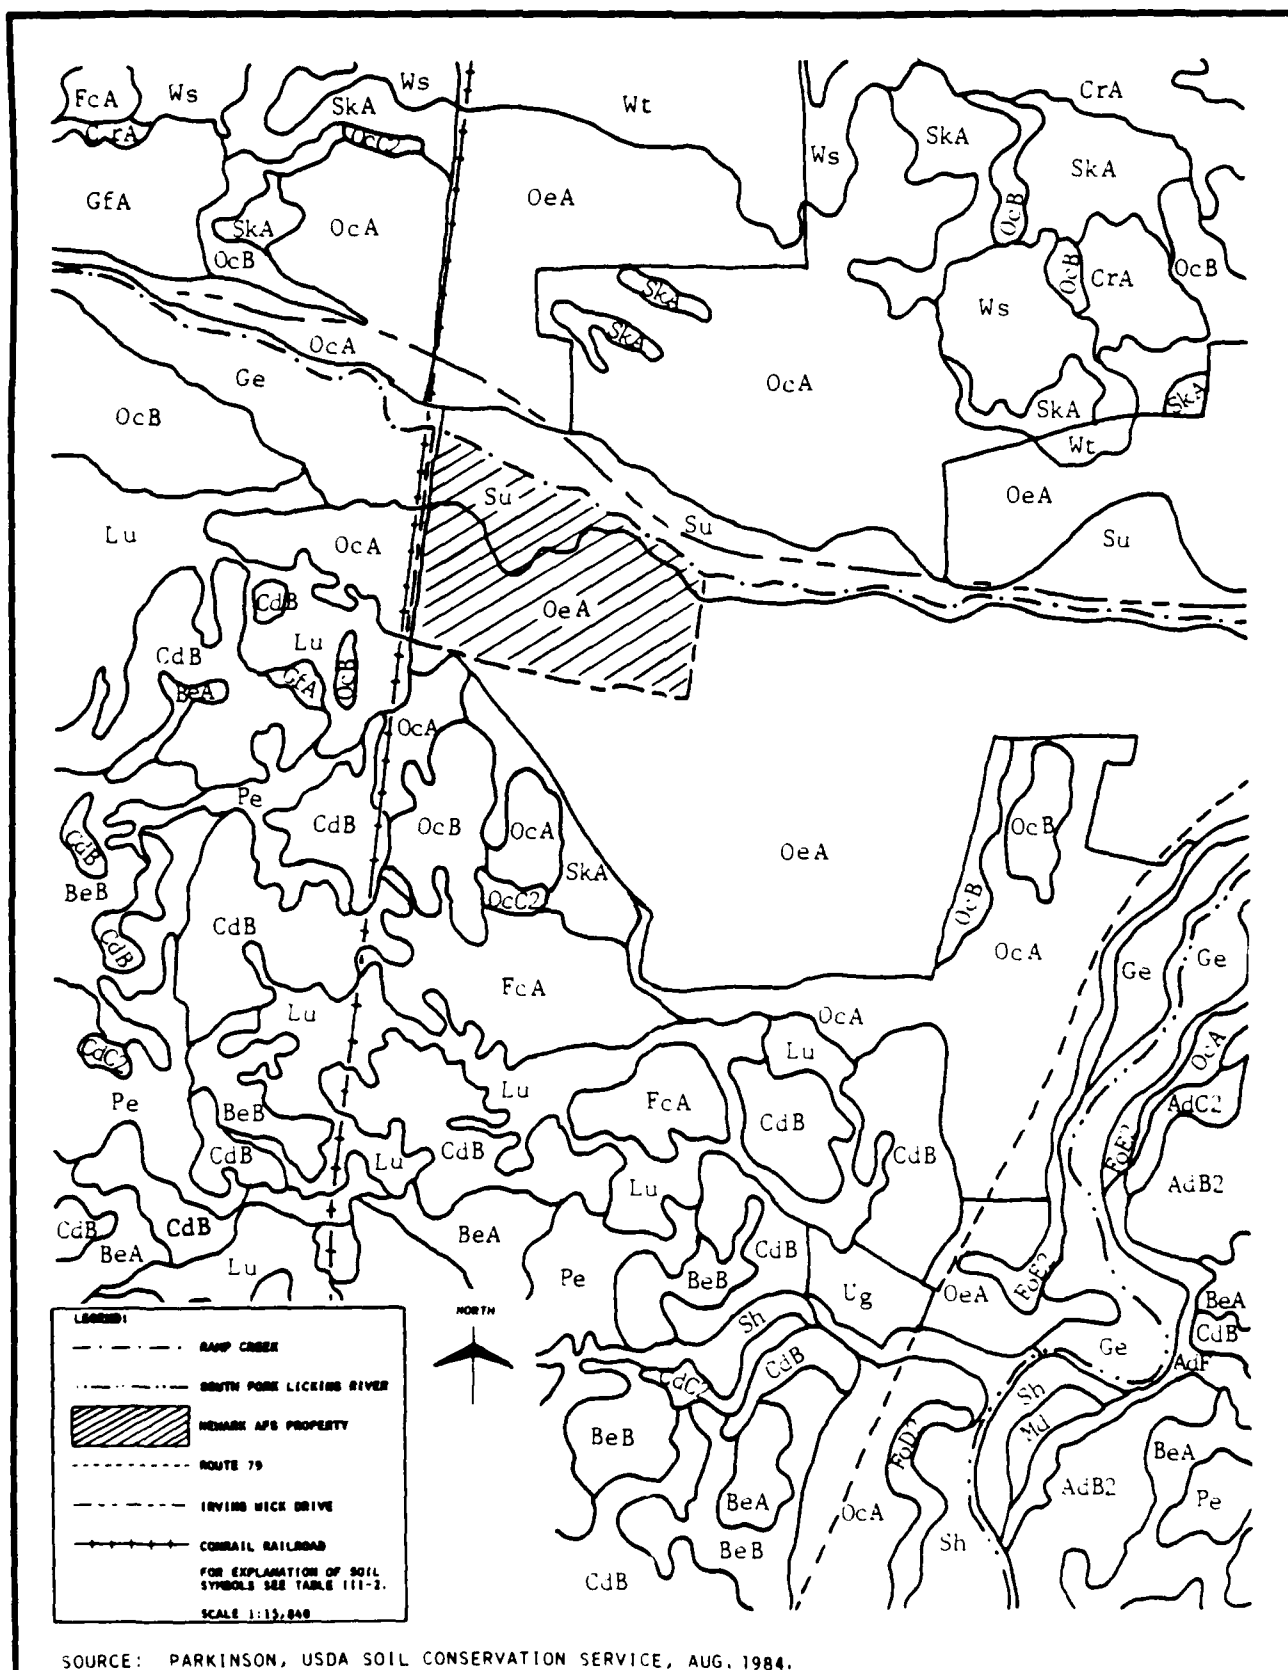 FcA
Ws
SkA
Ws
Wt
Ws
CrA
SkA
SkA
CrA
OcC2
GfA
SkA
OcA
OeA
OcB
OcB
OcB
CrA
OcB
SkA
SkA
Ws
OcA
Ge
OcA
OcB
SkA
SkA
Wt
OeA
Su
Su
Su
Lu
OcA
OeA
CdB
Lu
CdB
GfA
OcB
BeA
OcA
Pe
CdB
OcB
OcA
OcB
CdB
OeA
SkA
BeB
OcC2
OcB
CdB
CdB
OcA
Ge
Ge
FcA
Lu
OcA
OcA
CdC2
Lu
Lu
FcA
AdC2
Pe
BeB
CdB
FoE2
CdB
Lu
CdB
CdB
Lu
AdB2
CdB
CdB
BeA
BeA
CdB
Lu
Pe
BeB
Ug
OeA
FoE2
BeA
Sh
CdB
Ge
CdB
AdF
CdC2
Sh
Md
BeB
FoD2
BeA
AdB2
Pe
BeA
OcA
BeB
Sh
CdB
NORTH
LEGEND:
RAMP CREEK
SOUTH FORK LICKING RIVER
NEWARK AFS PROPERTY
ROUTE 79
IRVING WICK DRIVE
CONRAIL RAILROAD
FOR EXPLANATION OF SOIL
SYMBOLS SEE TABLE III-2.
SCALE 1:15,840
SOURCE: PARKINSON, USDA SOIL CONSERVATION SERVICE, AUG. 1984.